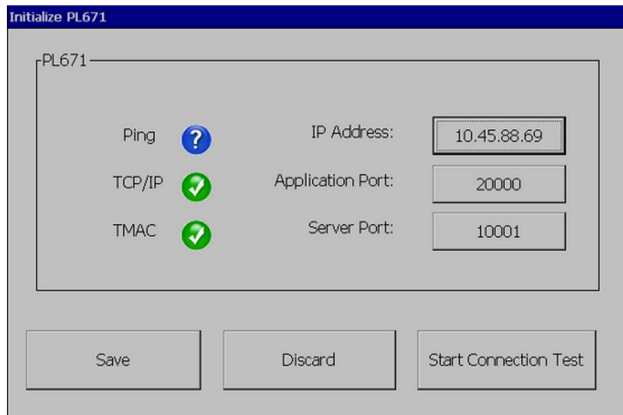 Initialize PL671
PL671
Ping
?
IP Address:
10.45.88.69
TCP/IP
Application Port:
20000
TMAC
Server Port:
10001
Save
Discard
Start Connection Test